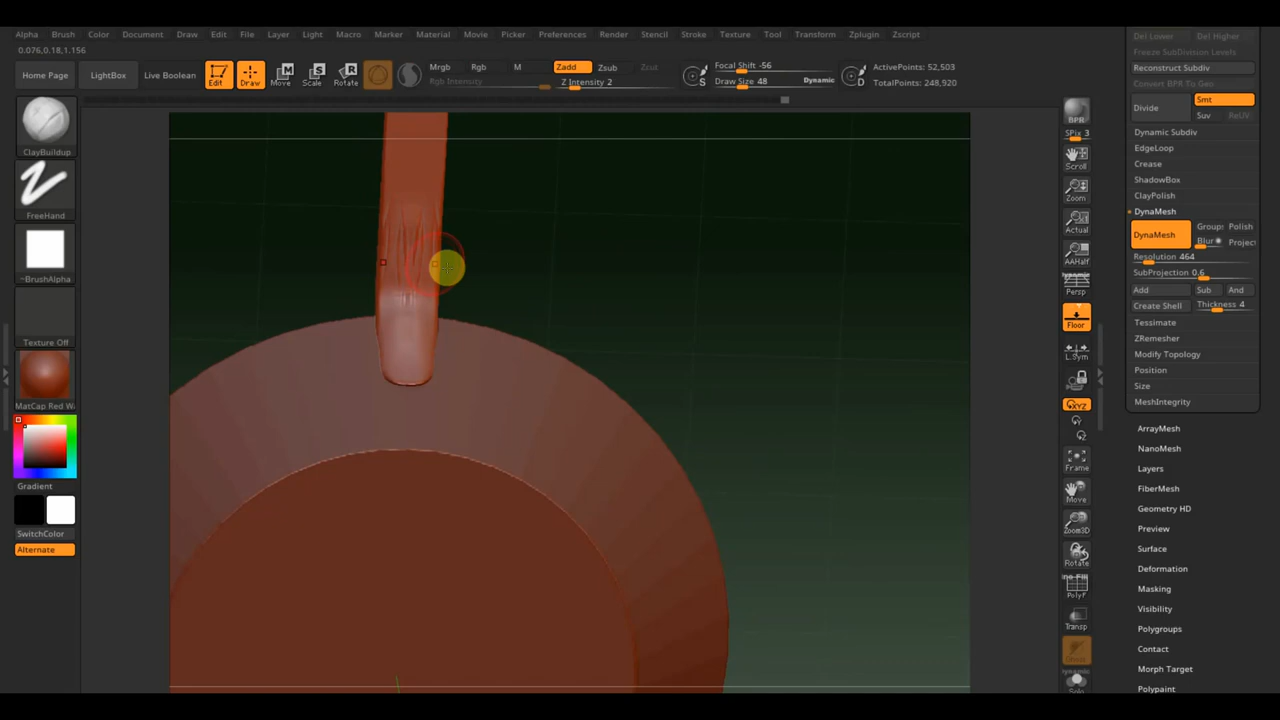 Alpha Brush Color Document Draw Edit File Layer Light Macro Marker Material Movie Picker Preferences Render Stencil Stroke Texture Tool Transform Zplugin Zscript
0.076,0.18,1.156
Home Page
LightBox
Live Boolean
Edit
Draw
Move
Scale
Rotate
Mrgb Rgb M
Rgb Intensity
Zadd Zsub Zcut
Z Intensity 2
S
Focal Shift -56
Draw Size 48 Dynamic
D
ActivePoints: 52,503
TotalPoints: 248,920
ClayBuildup
FreeHand
~BrushAlpha
Texture Off
MatCap Red Wa
Gradient
SwitchColor
Alternate
BPR
SPix 3
Scroll
Zoom
Actual
AAHalf
Dynamic
Persp
Floor
L.Sym
XYZ
Y
Z
Frame
Move
Zoom3D
Rotate
Line Fill
PolyF
Transp
Dynamic
Solo
Del Lower Del Higher
Freeze SubDivision Levels
Reconstruct Subdiv
Convert BPR To Geo
Divide
Smt
Suv ReUV
Dynamic Subdiv
EdgeLoop
Crease
ShadowBox
ClayPolish
DynaMesh
DynaMesh
Groups Polish
Blur Project
Resolution 464
SubProjection 0.6
Add Sub And
Create Shell Thickness 4
Tessimate
ZRemesher
Modify Topology
Position
Size
MeshIntegrity
ArrayMesh
NanoMesh
Layers
FiberMesh
Geometry HD
Preview
Surface
Deformation
Masking
Visibility
Polygroups
Contact
Morph Target
Polypaint